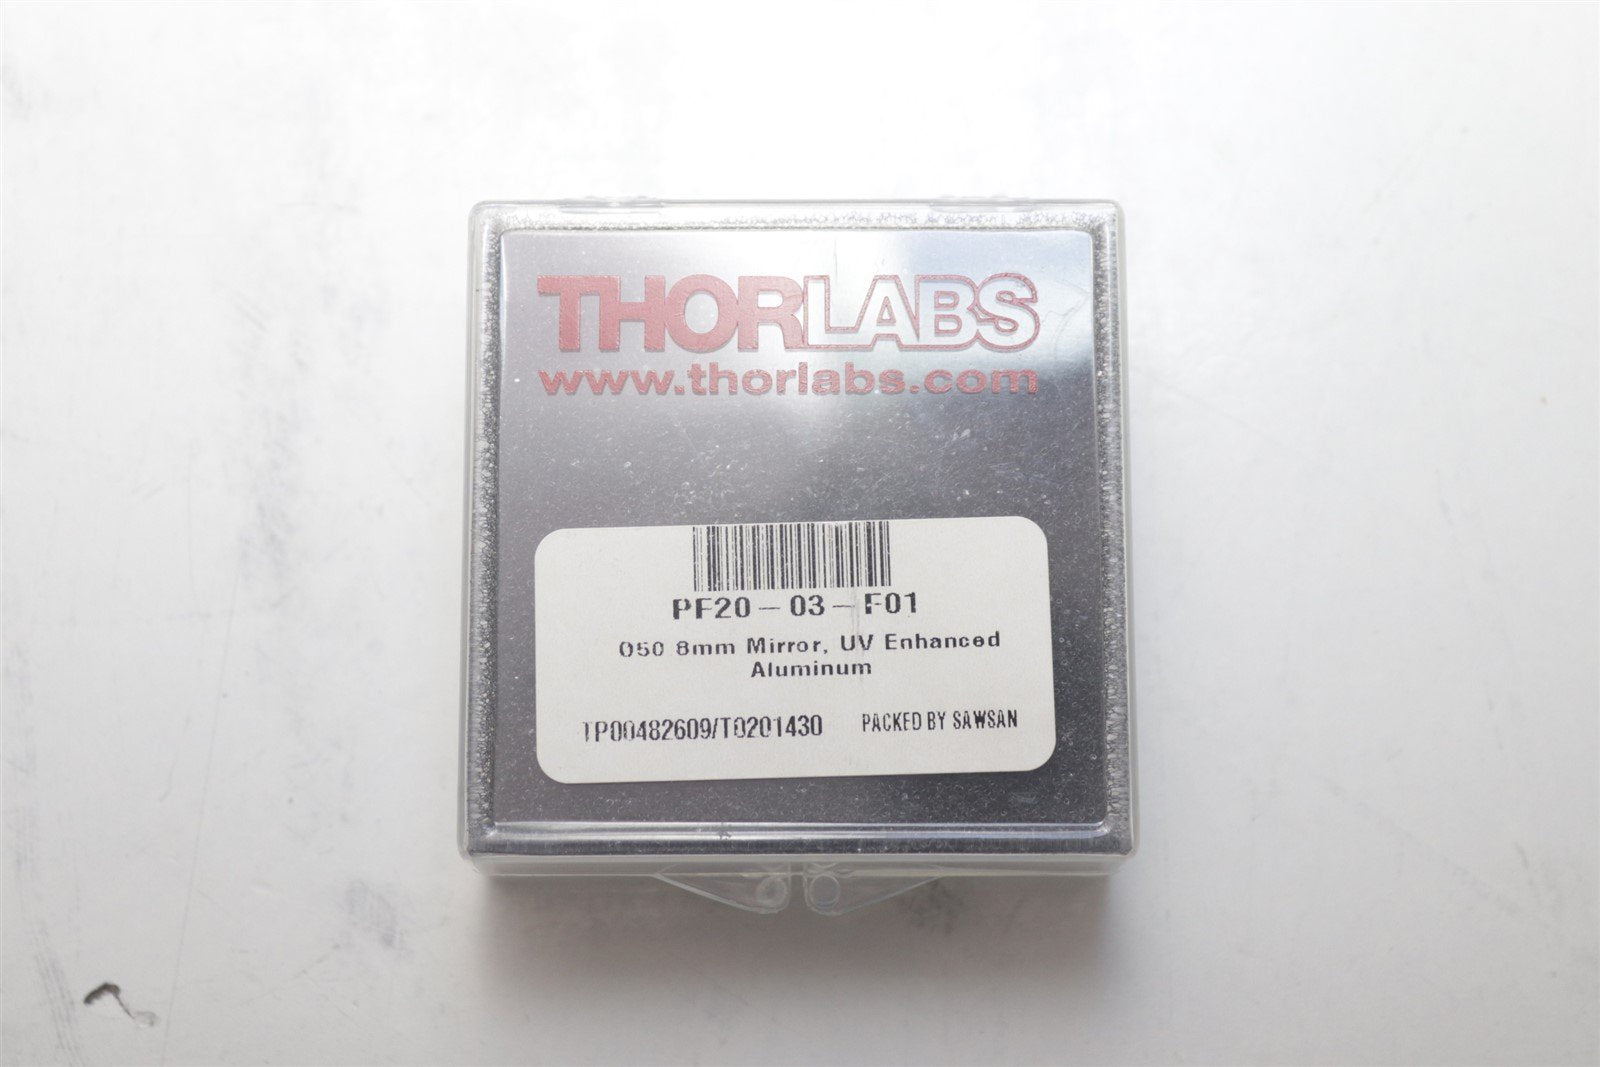 THORLABS
www.thorlabs.com
PF20-03-F01
Ø50 8mm Mirror, UV Enhanced
Aluminum
TP00482609/T0201430 PACKED BY SAWSAN